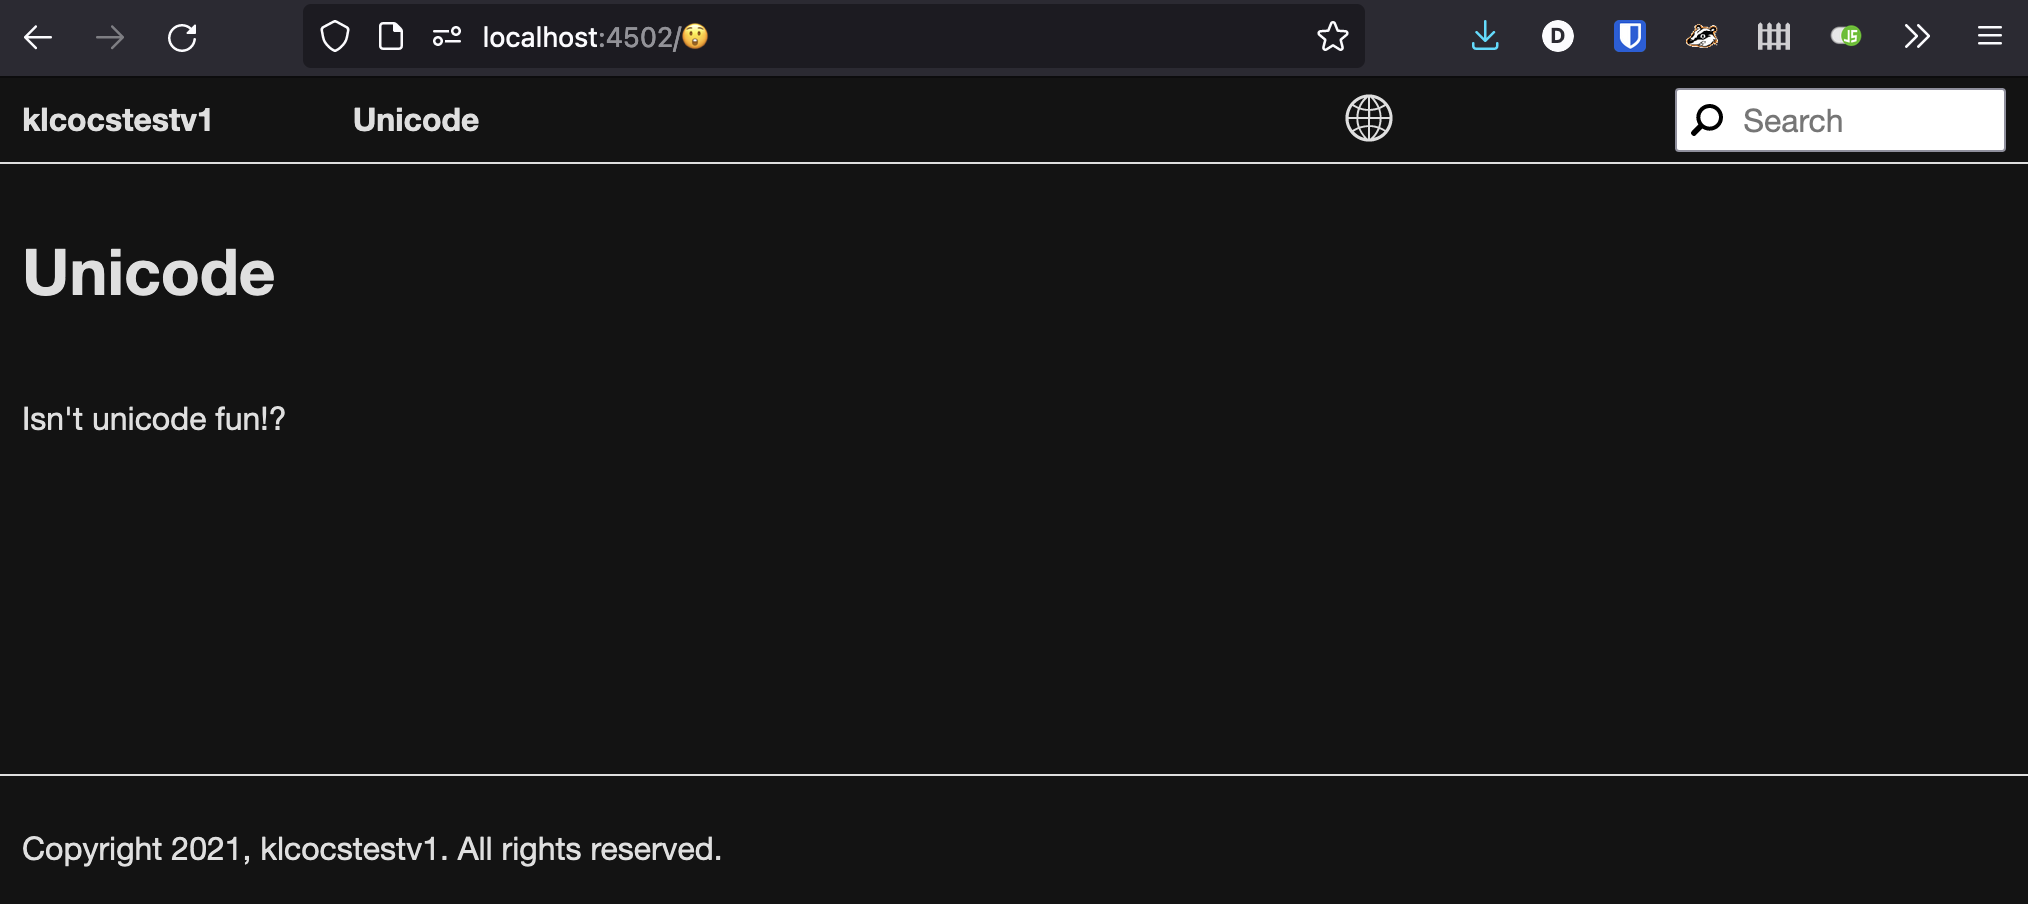 localhost:4502/😲
D
JS
klcocstestv1
Unicode
Search
Unicode
Isn't unicode fun!?
Copyright 2021, klcocstestv1. All rights reserved.